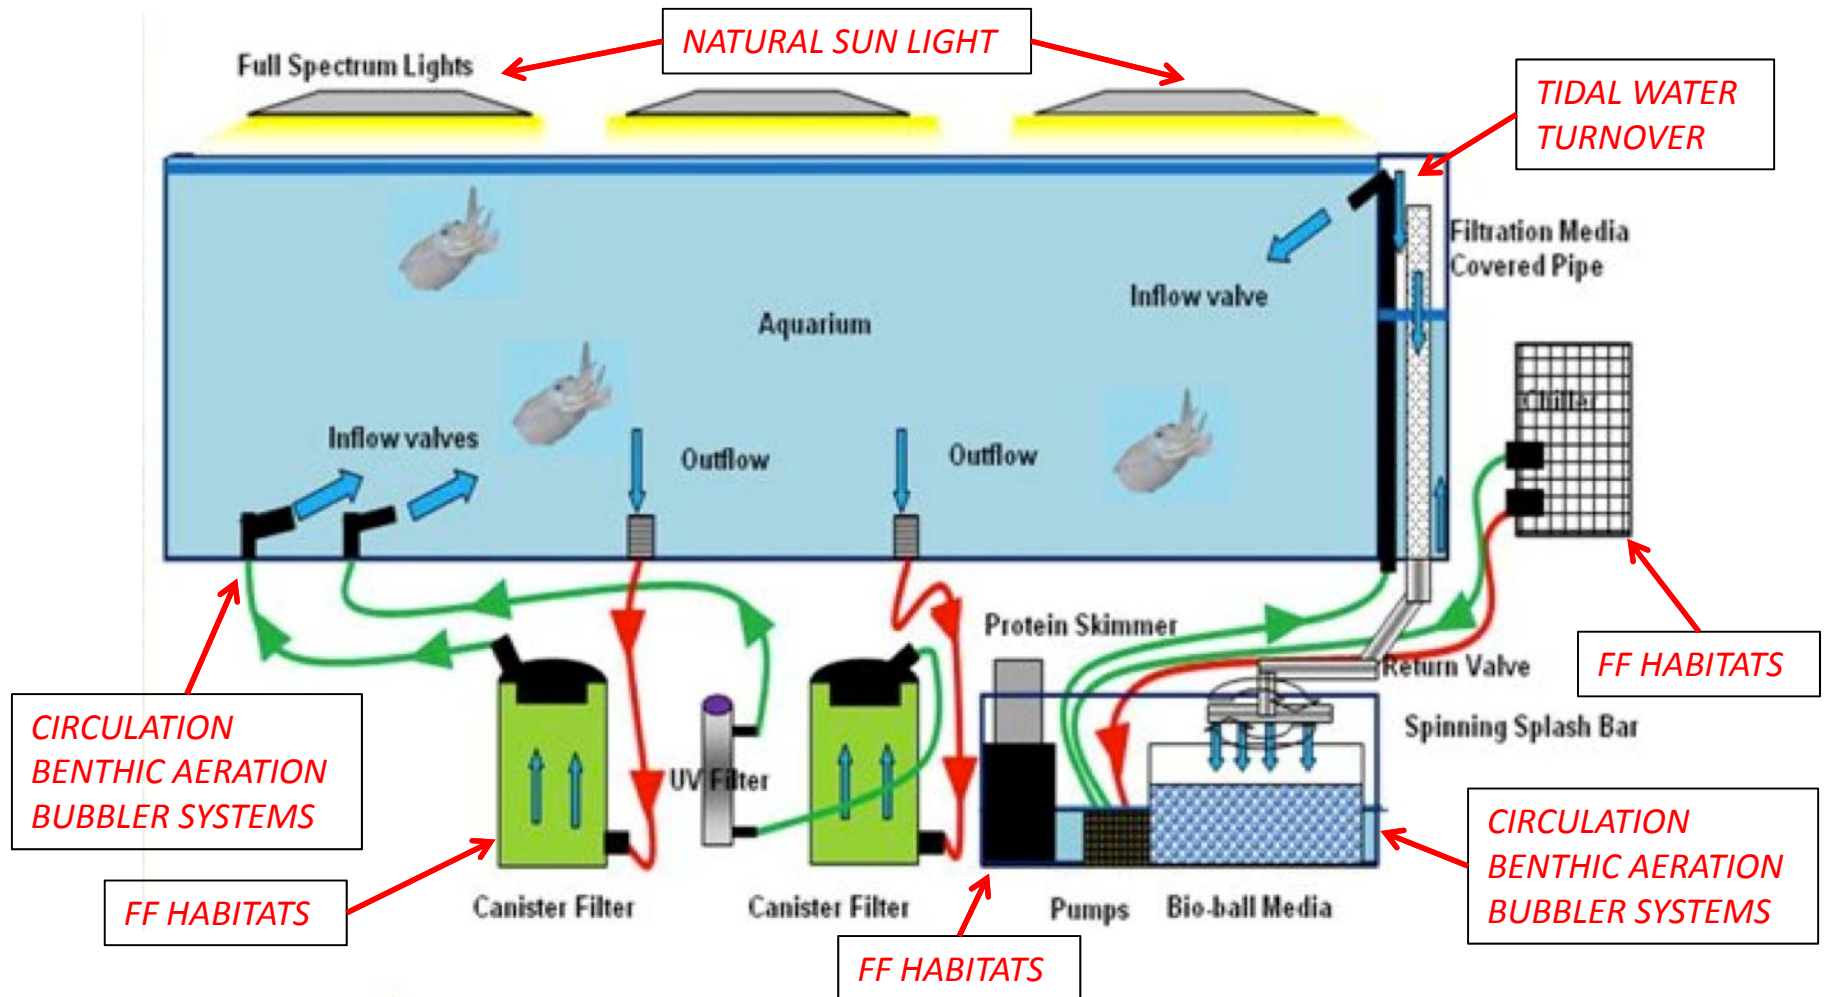 NATURAL SUN LIGHT
Full Spectrum Lights
TIDAL WATER
TURNOVER
Filtration Media
Covered Pipe
Inflow valve
Aquarium
Chiller
Inflow valves
Outflow
Outflow
Protein Skimmer
Return Valve
FF HABITATS
CIRCULATION
BENTHIC AERATION
BUBBLER SYSTEMS
Spinning Splash Bar
UV Filter
CIRCULATION
BENTHIC AERATION
BUBBLER SYSTEMS
FF HABITATS
Canister Filter
Canister Filter
Pumps
Bio-ball Media
FF HABITATS